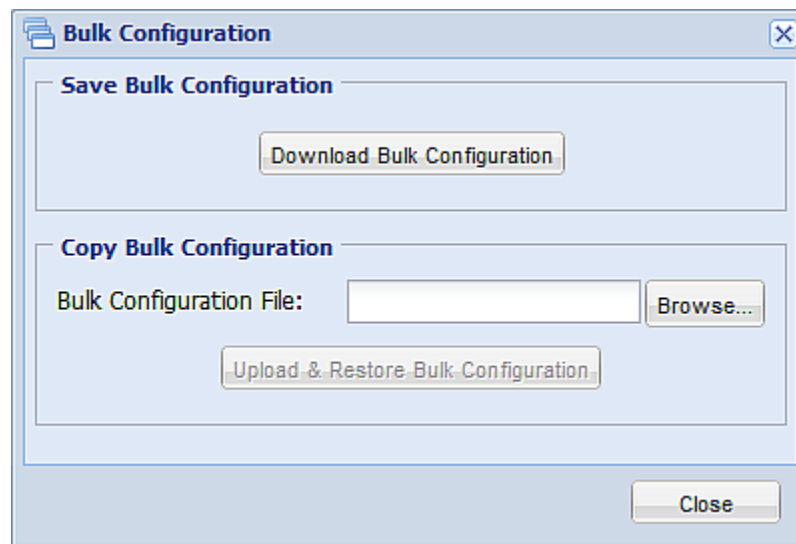 Bulk Configuration
Save Bulk Configuration
Download Bulk Configuration
Copy Bulk Configuration
Bulk Configuration File:
Browse...
Upload & Restore Bulk Configuration
Close